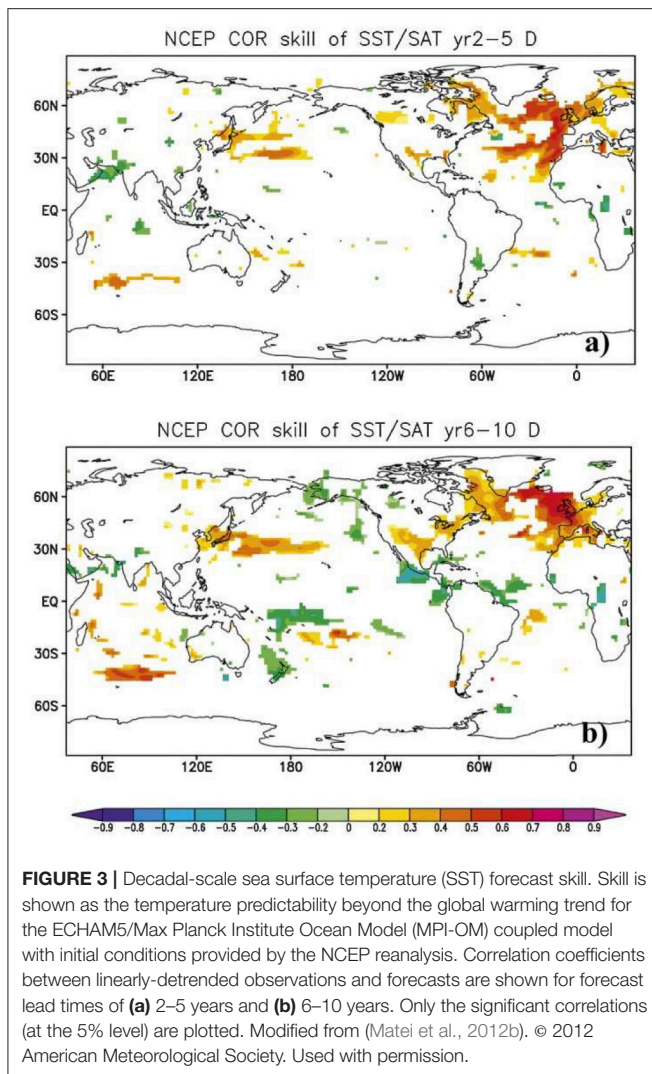 NCEP COR skill of SST/SAT yr2-5 D
60N
30N
EQ
30S
60S
a)
60E 120E 180 120W 60W 0
NCEP COR skill of SST/SAT yr6-10 D
60N
30N
EQ
30S
60S
b)
60E 120E 180 120W 60W 0
-0.9 -0.8 -0.7 -0.6 -0.5 -0.4 -0.3 -0.2 0 0.2 0.3 0.4 0.5 0.6 0.7 0.8 0.9
FIGURE 3 | Decadal-scale sea surface temperature (SST) forecast skill. Skill is
shown as the temperature predictability beyond the global warming trend for
the ECHAM5/Max Planck Institute Ocean Model (MPI-OM) coupled model
with initial conditions provided by the NCEP reanalysis. Correlation coefficients
between linearly-detrended observations and forecasts are shown for forecast
lead times of (a) 2–5 years and (b) 6–10 years. Only the significant correlations
(at the 5% level) are plotted. Modified from (Matei et al., 2012b). © 2012
American Meteorological Society. Used with permission.